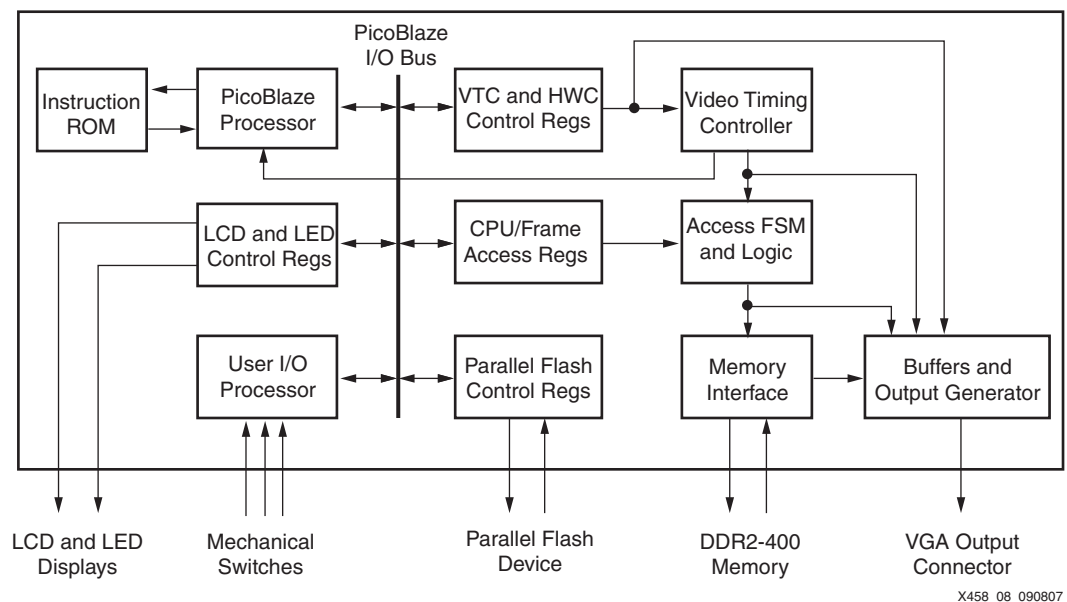 PicoBlaze
I/O Bus
Instruction
ROM
PicoBlaze
Processor
VTC and HWC
Control Regs
Video Timing
Controller
LCD and LED
Control Regs
CPU/Frame
Access Regs
Access FSM
and Logic
User I/O
Processor
Parallel Flash
Control Regs
Memory
Interface
Buffers and
Output Generator
LCD and LED
Displays
Mechanical
Switches
Parallel Flash
Device
DDR2-400
Memory
VGA Output
Connector
X458_08_090807